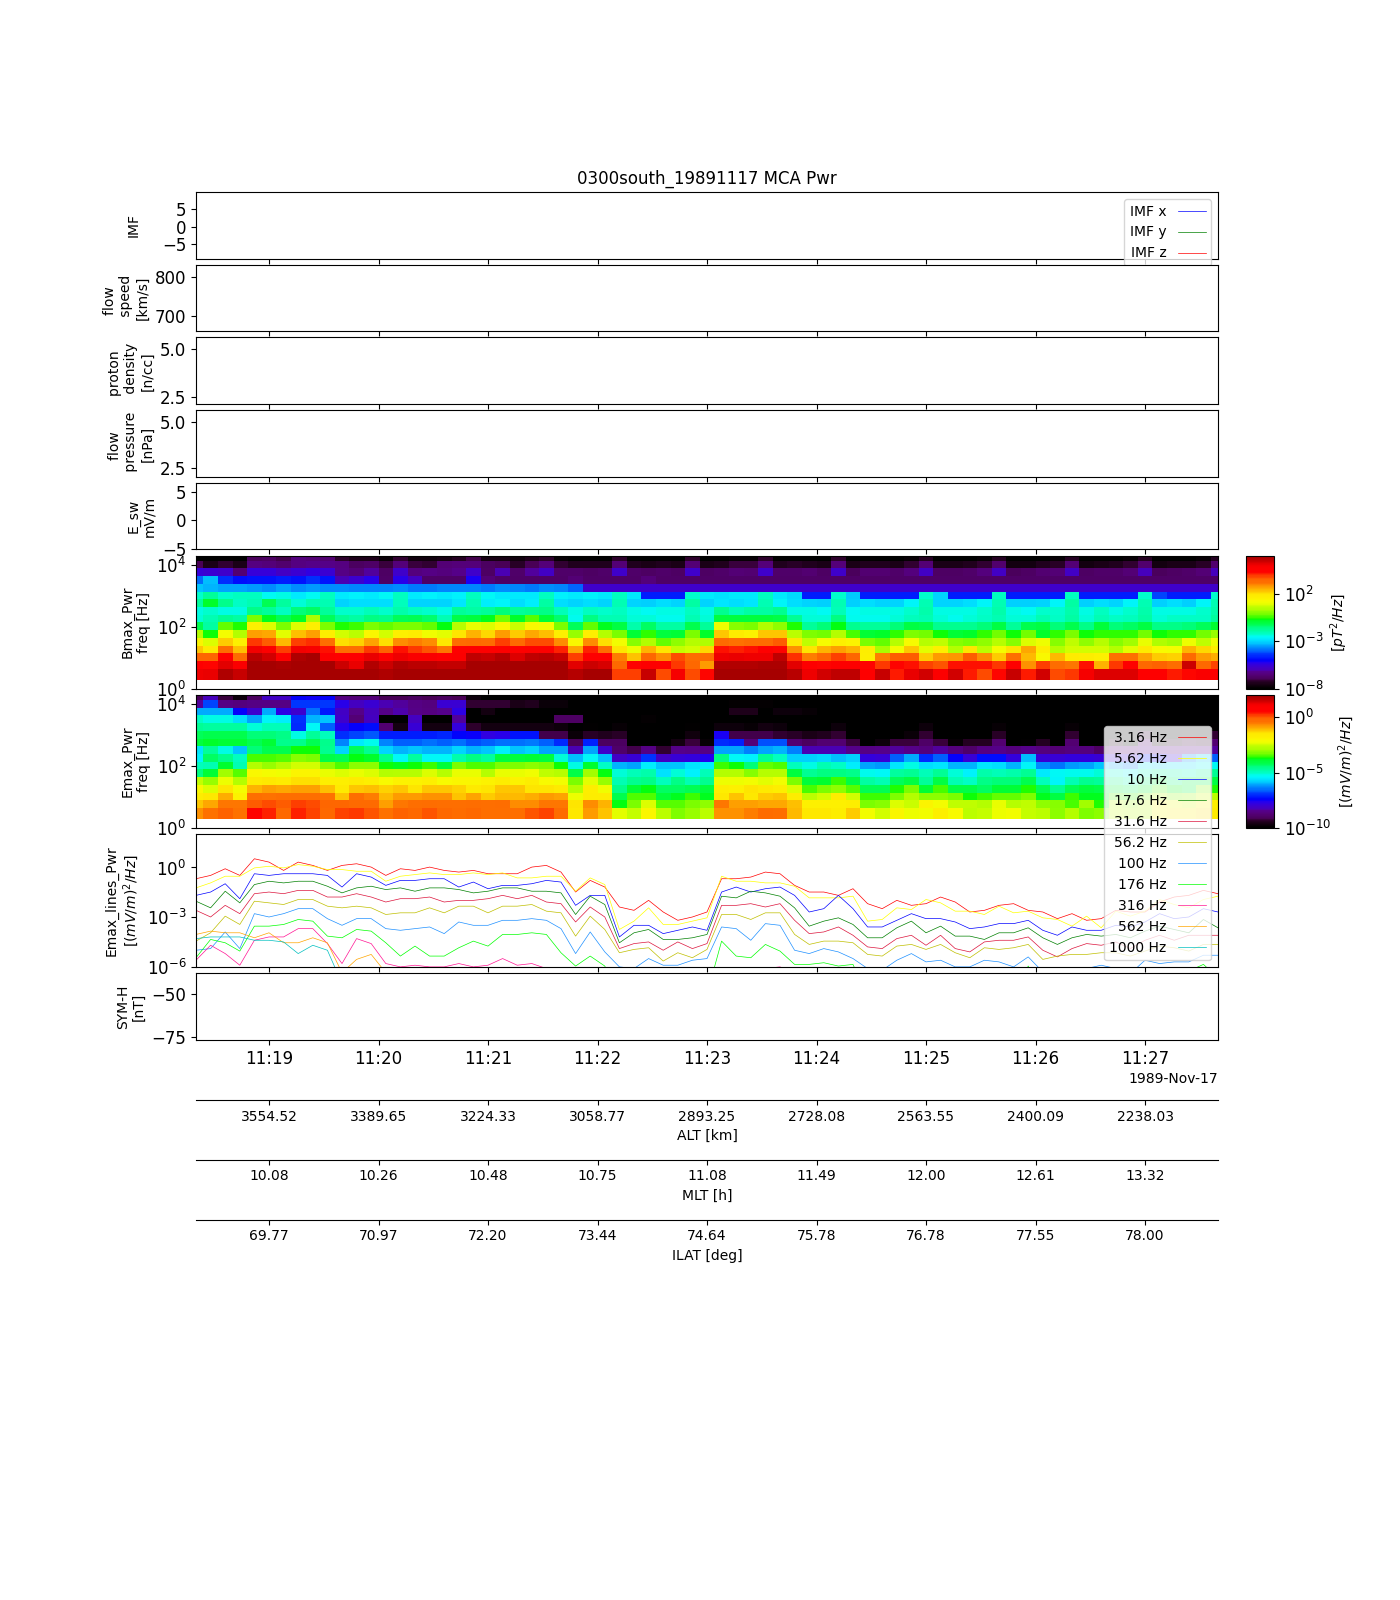 0300south_19891117 MCA Pwr
IMF
5
0
−5
IMF x
IMF y
IMF z
flow
speed
[km/s]
800
700
proton
density
[n/cc]
5.0
2.5
flow
pressure
[nPa]
5.0
2.5
E_sw
mV/m
5
0
−5
Bmax_Pwr
freq [Hz]
10^4
10^2
10^0
10^2
10^−3
10^−8
[pT^2/Hz]
Emax_Pwr
freq [Hz]
10^4
10^2
10^0
10^0
10^−5
10^−10
[(mV/m)^2/Hz]
3.16 Hz
5.62 Hz
10 Hz
17.6 Hz
31.6 Hz
56.2 Hz
100 Hz
176 Hz
316 Hz
562 Hz
1000 Hz
Emax_lines_Pwr
[(mV/m)^2/Hz]
10^0
10^−3
10^−6
SYM-H
[nT]
−50
−75
11:19 11:20 11:21 11:22 11:23 11:24 11:25 11:26 11:27
1989-Nov-17
3554.52 3389.65 3224.33 3058.77 2893.25 2728.08 2563.55 2400.09 2238.03
ALT [km]
10.08 10.26 10.48 10.75 11.08 11.49 12.00 12.61 13.32
MLT [h]
69.77 70.97 72.20 73.44 74.64 75.78 76.78 77.55 78.00
ILAT [deg]